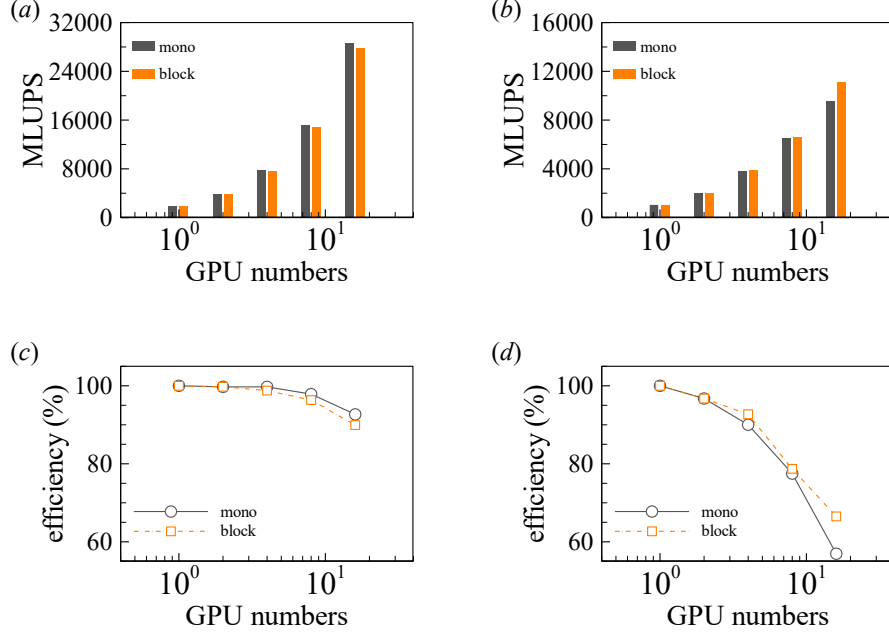 (a)
32000
28000
16000
8000
0
MLUPS
mono
block
10^0
10^1
GPU numbers
(b)
16000
12000
8000
4000
0
MLUPS
mono
block
10^0
10^1
GPU numbers
(c)
100
80
60
efficiency (%)
mono
block
10^0
10^1
GPU numbers
(d)
100
80
60
efficiency (%)
mono
block
10^0
10^1
GPU numbers